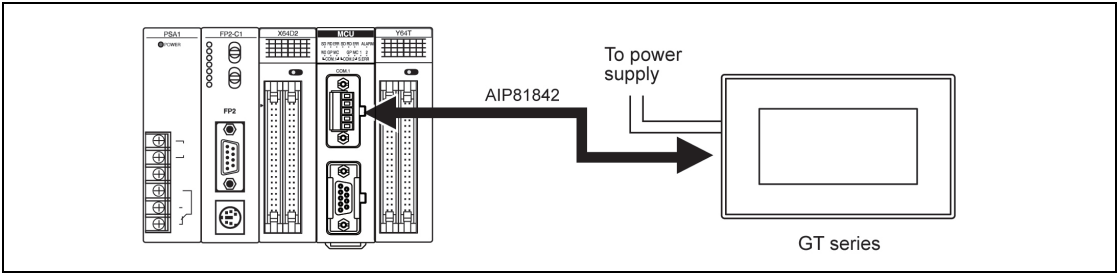 PSA1
FP2-C1
X64D2
MCU
Y64T
POWER
COM.1
FP2
AIP81842
To power
supply
GT series